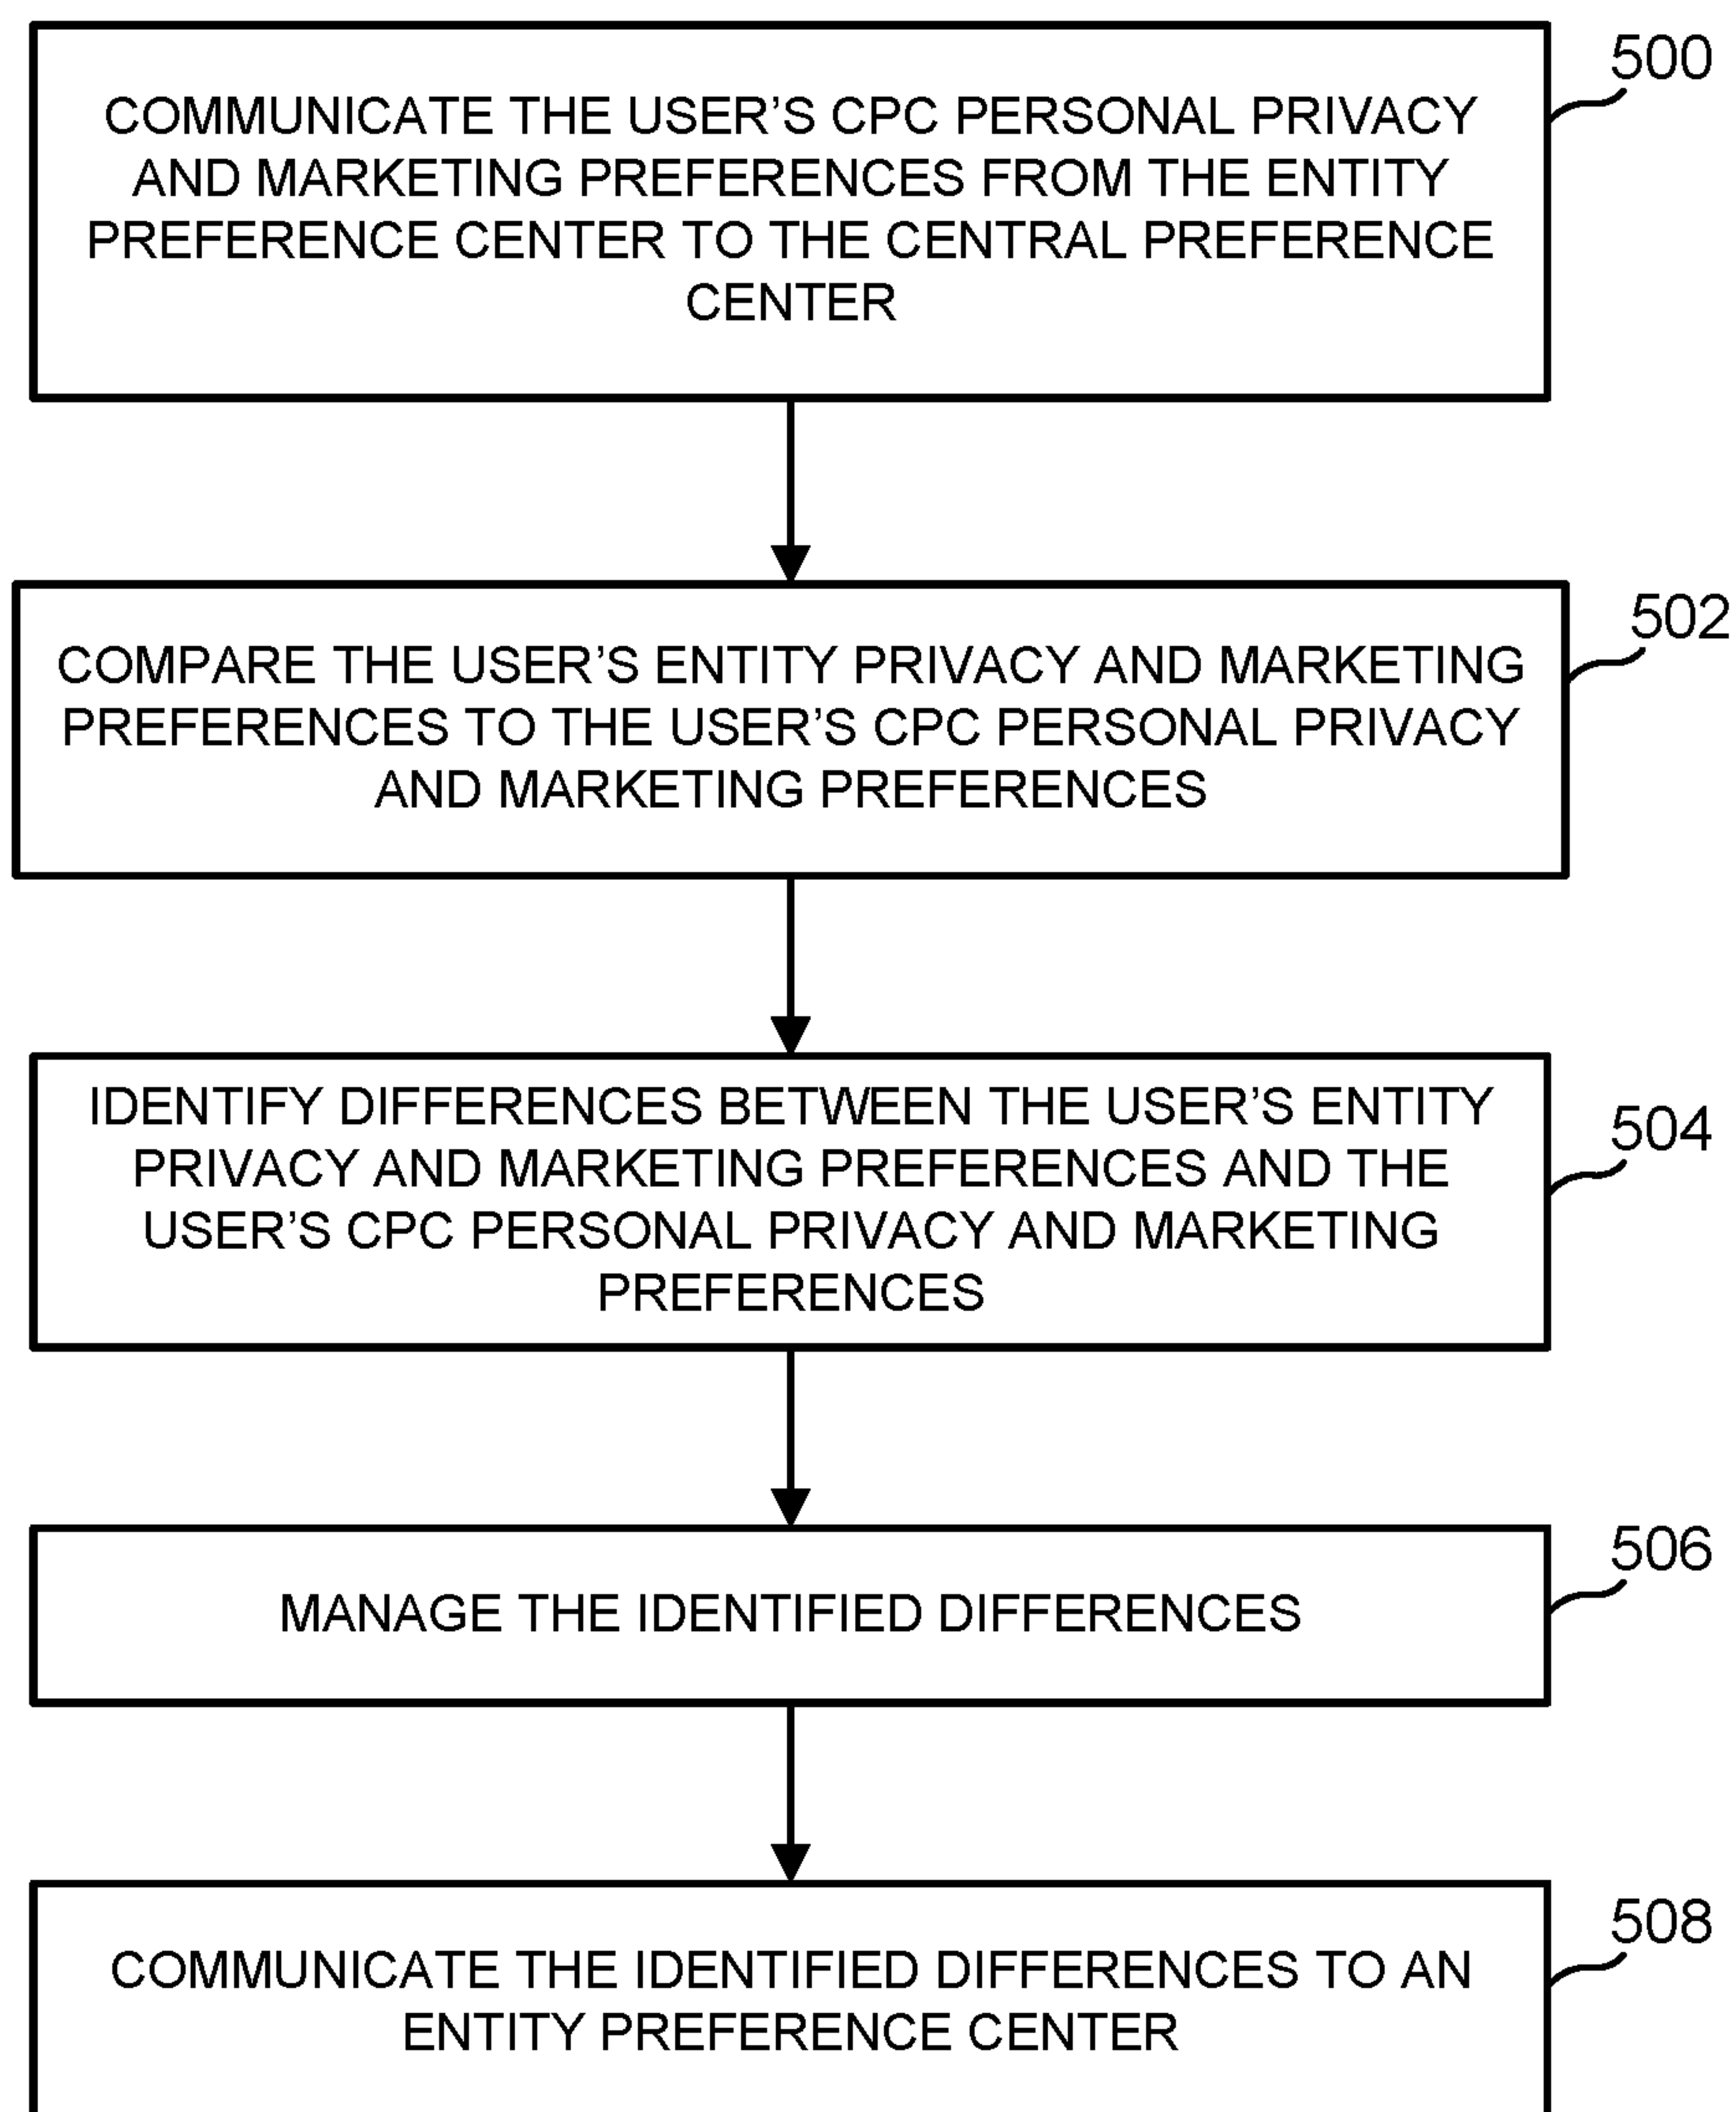 500
COMMUNICATE THE USER’S CPC PERSONAL PRIVACY
AND MARKETING PREFERENCES FROM THE ENTITY
PREFERENCE CENTER TO THE CENTRAL PREFERENCE
CENTER
502
COMPARE THE USER’S ENTITY PRIVACY AND MARKETING
PREFERENCES TO THE USER’S CPC PERSONAL PRIVACY
AND MARKETING PREFERENCES
504
IDENTIFY DIFFERENCES BETWEEN THE USER’S ENTITY
PRIVACY AND MARKETING PREFERENCES AND THE
USER’S CPC PERSONAL PRIVACY AND MARKETING
PREFERENCES
506
MANAGE THE IDENTIFIED DIFFERENCES
508
COMMUNICATE THE IDENTIFIED DIFFERENCES TO AN
ENTITY PREFERENCE CENTER